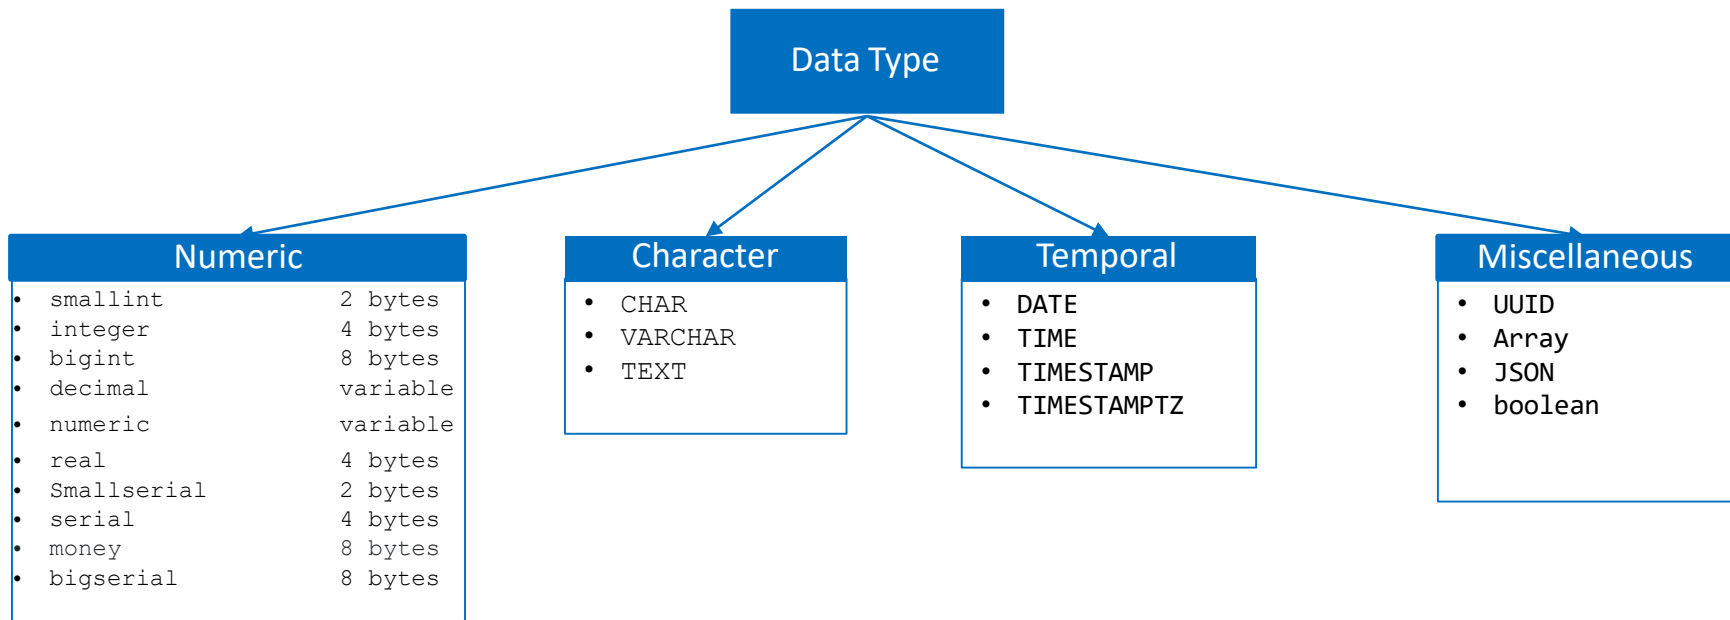 Data Type
Numeric
• smallint 2 bytes
• integer 4 bytes
• bigint 8 bytes
• decimal variable
• numeric variable
• real 4 bytes
• Smallserial 2 bytes
• serial 4 bytes
• money 8 bytes
• bigserial 8 bytes
Character
• CHAR
• VARCHAR
• TEXT
Temporal
• DATE
• TIME
• TIMESTAMP
• TIMESTAMPTZ
Miscellaneous
• UUID
• Array
• JSON
• boolean